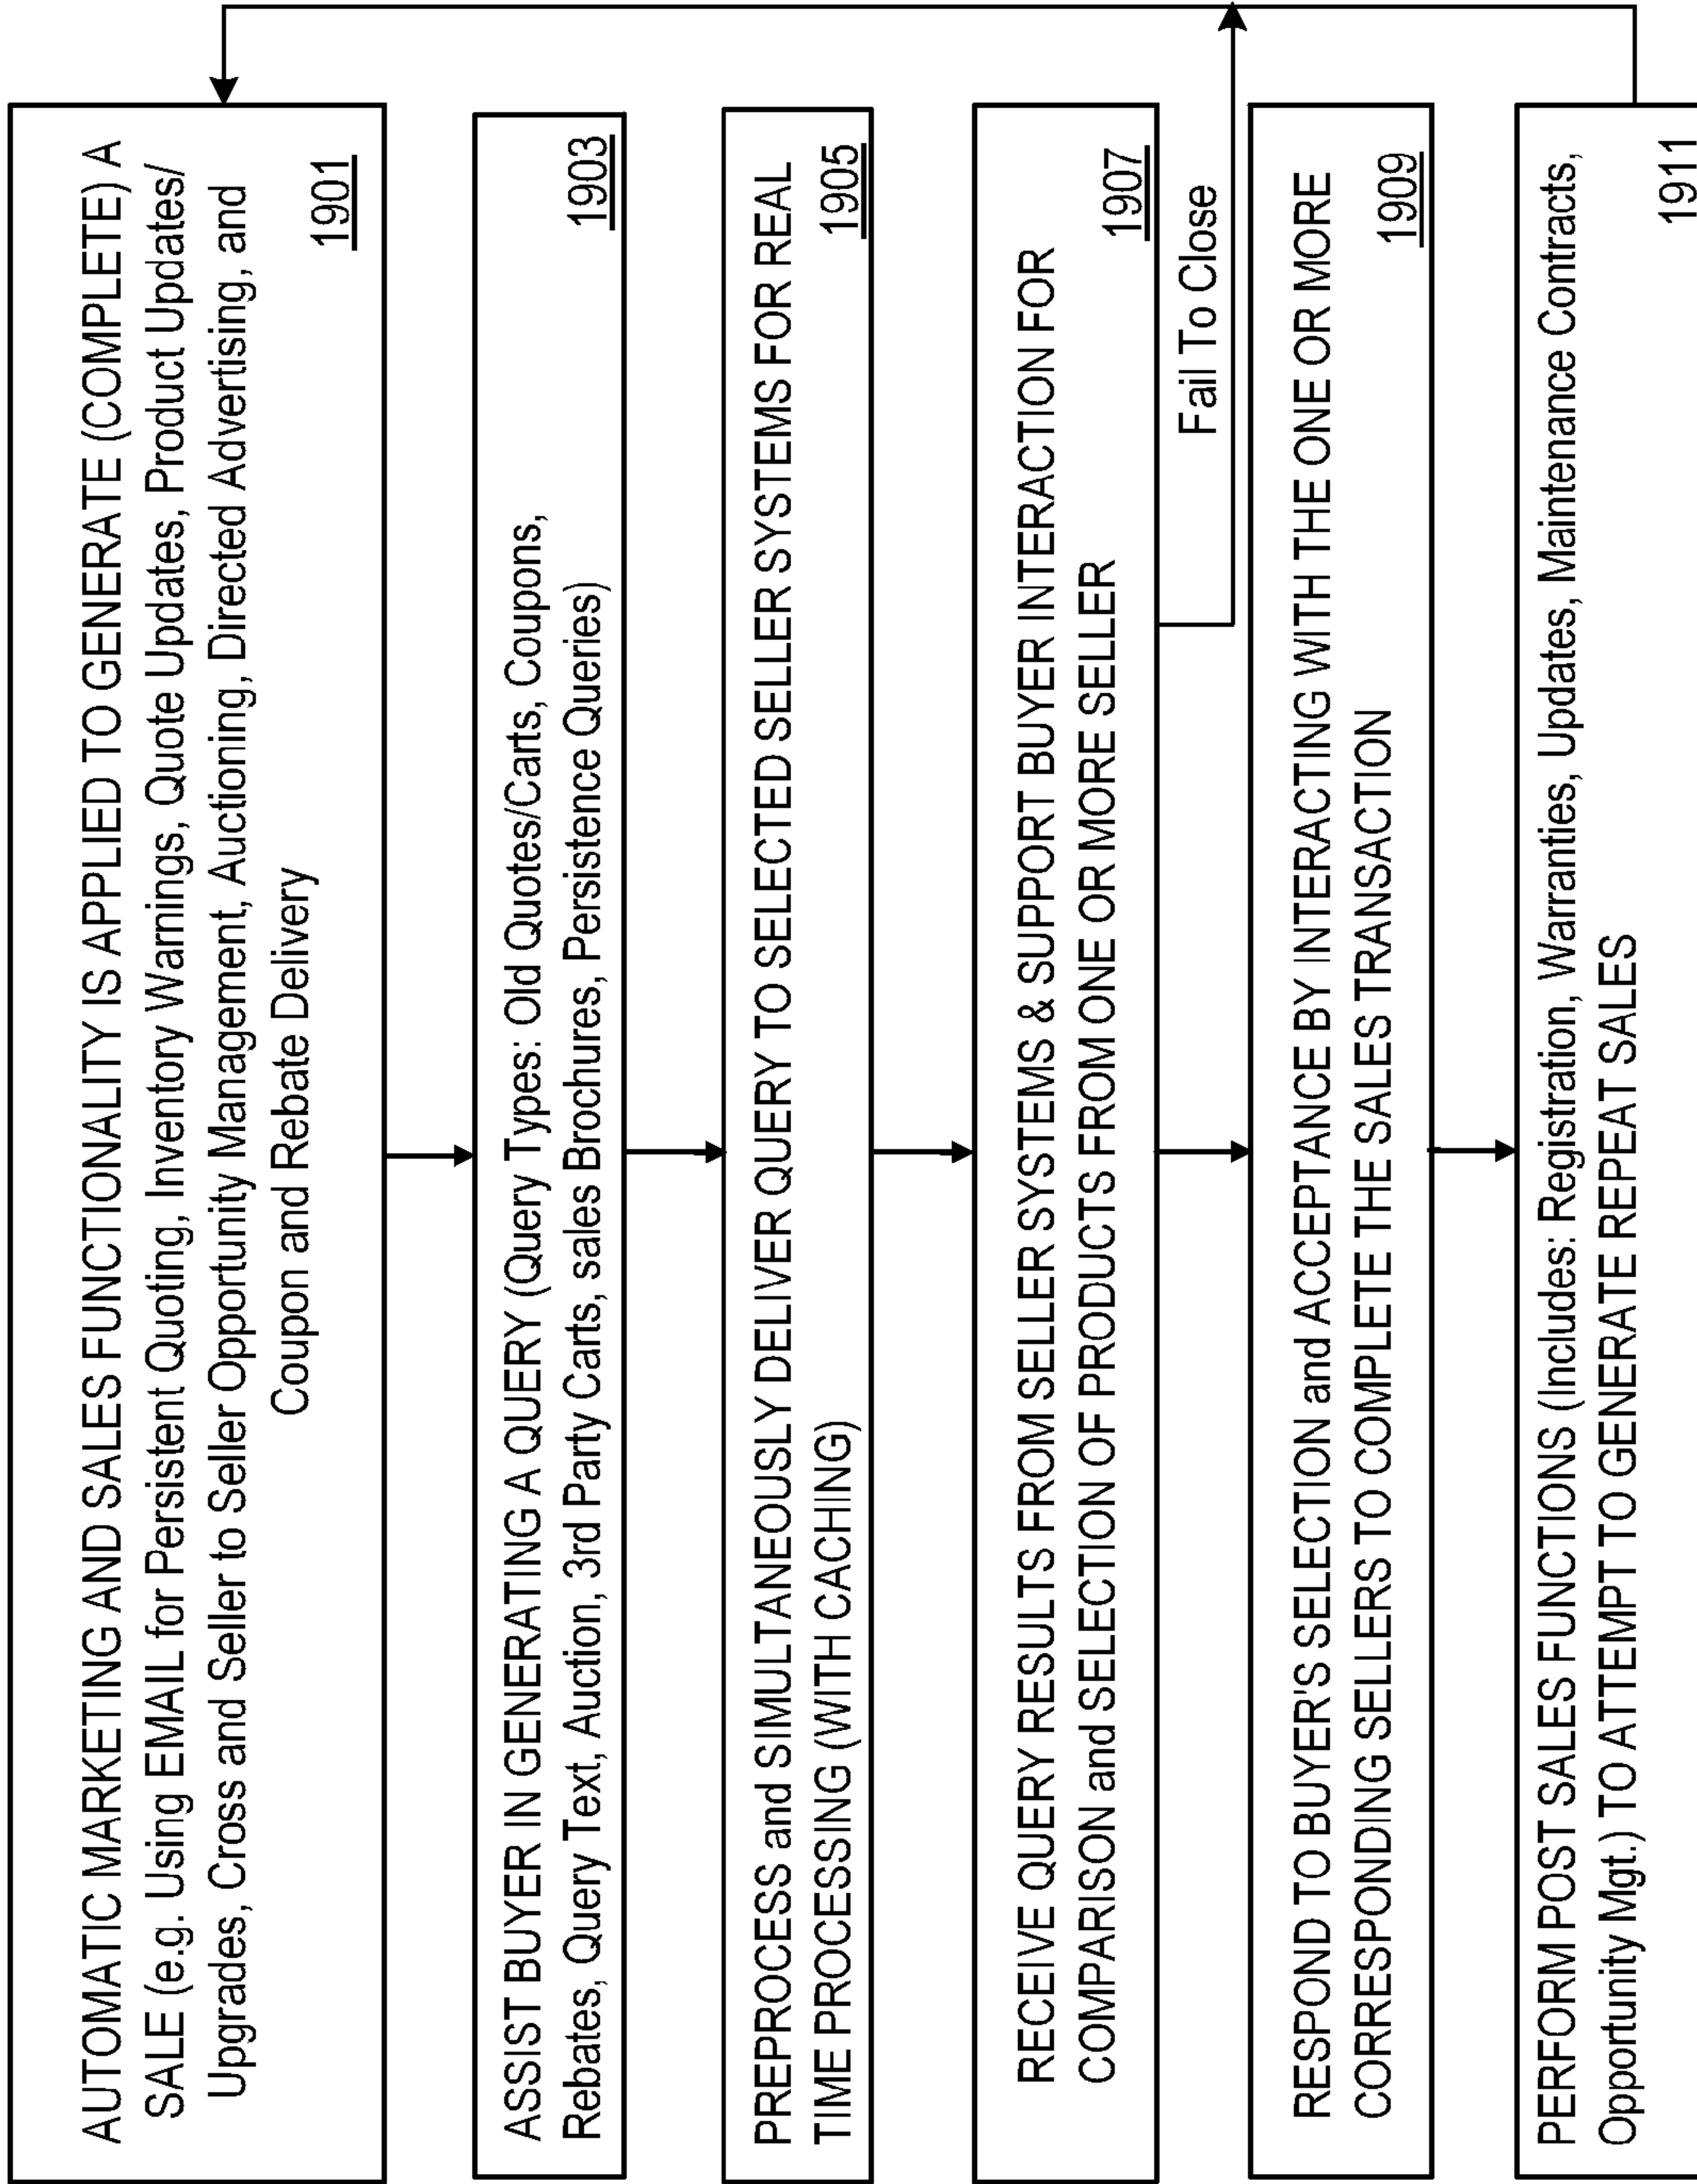 AUTOMATIC MARKETING AND SALES FUNCTIONALITY IS APPLIED TO GENERATE (COMPLETE) A
SALE (e.g. Using EMAIL for Persistent Quoting, Inventory Warnings, Quote Updates, Product Updates/
Upgrades, Cross and Seller to Seller Opportunity Management, Auctioning, Directed Advertising, and
Coupon and Rebate Delivery
1901
ASSIST BUYER IN GENERATING A QUERY (Query Types: Old Quotes/Carts, Coupons,
Rebates, Query Text, Auction, 3rd Party Carts, sales Brochures, Persistence Queries)
1903
PREPROCESS and SIMULTANEOUSLY DELIVER QUERY TO SELECTED SELLER SYSTEMS FOR REAL
TIME PROCESSING (WITH CACHING)
1905
RECEIVE QUERY RESULTS FROM SELLER SYSTEMS & SUPPORT BUYER INTERACTION FOR
COMPARISON and SELECTION OF PRODUCTS FROM ONE OR MORE SELLER
1907
Fail To Close
RESPOND TO BUYER'S SELECTION and ACCEPTANCE BY INTERACTING WITH THE ONE OR MORE
CORRESPONDING SELLERS TO COMPLETE THE SALES TRANSACTION
1909
PERFORM POST SALES FUNCTIONS (Includes: Registration, Warranties, Updates, Maintenance Contracts,
Opportunity Mgt.) TO ATTEMPT TO GENERATE REPEAT SALES
1911